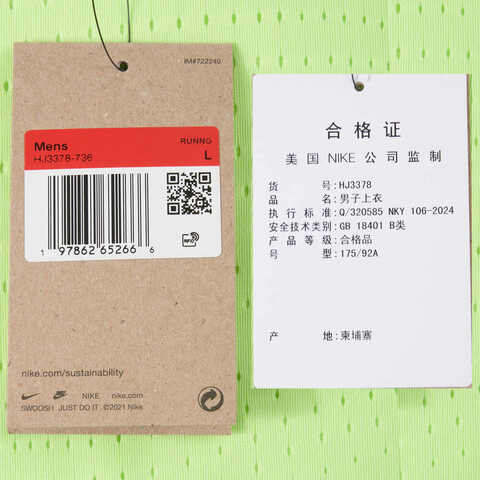 IM#722240
Mens
RUNNG
HJ3378-736
L
1 97862 65266 6
RFID
nike.com/sustainability
NIKE nike.com
SWOOSH JUST DO IT ©2021 Nike
合格证
美国 NIKE 公司监制
货 号:HJ3378
品 名:男子上衣
执 行 标 准:Q/320585 NKY 106-2024
安全技术类别:GB 18401 B类
产 品 等 级:合格品
号 型:175/92A
产 地:柬埔寨